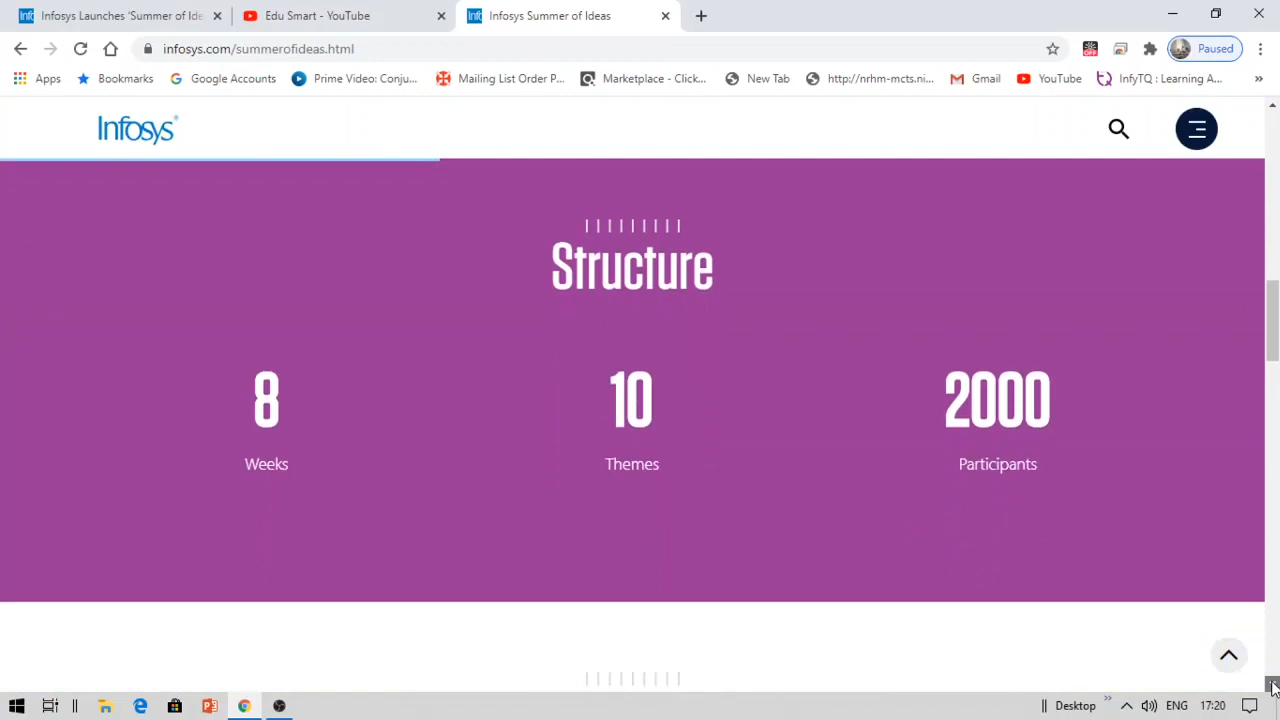 Infosys Launches 'Summer of Ide
Edu Smart - YouTube
Infosys Summer of Ideas
infosys.com/summerofideas.html
OFF
Paused
Apps
Bookmarks
Google Accounts
Prime Video: Conju...
Mailing List Order P...
Marketplace - Click...
New Tab
http://nrhm-mcts.ni...
Gmail
YouTube
InfyTQ : Learning A...
Infosys®
Structure
8
10
2000
Weeks
Themes
Participants
Desktop
ENG
17:20